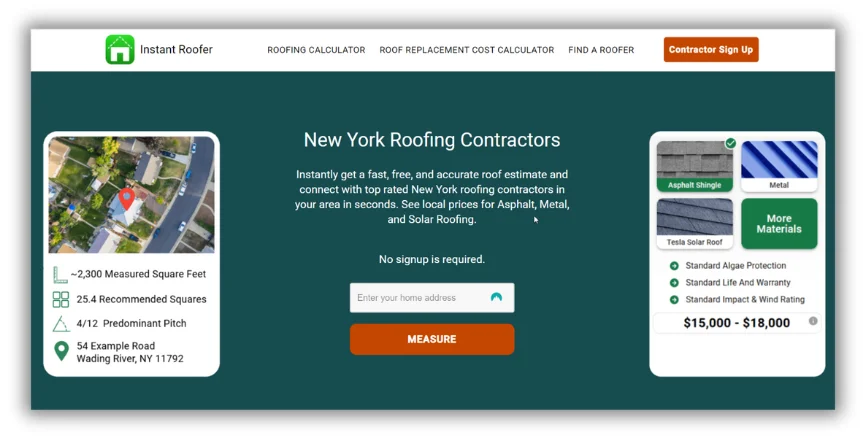 Instant Roofer
ROOFING CALCULATOR
ROOF REPLACEMENT COST CALCULATOR
FIND A ROOFER
Contractor Sign Up
~2,300 Measured Square Feet
25.4 Recommended Squares
4/12 Predominant Pitch
54 Example Road
Wading River, NY 11792
New York Roofing Contractors
Instantly get a fast, free, and accurate roof estimate and
connect with top rated New York roofing contractors in
your area in seconds. See local prices for Asphalt, Metal,
and Solar Roofing.
No signup is required.
Enter your home address
MEASURE
Asphalt Shingle
Metal
Tesla Solar Roof
More
Materials
Standard Algae Protection
Standard Life And Warranty
Standard Impact & Wind Rating
$15,000 - $18,000